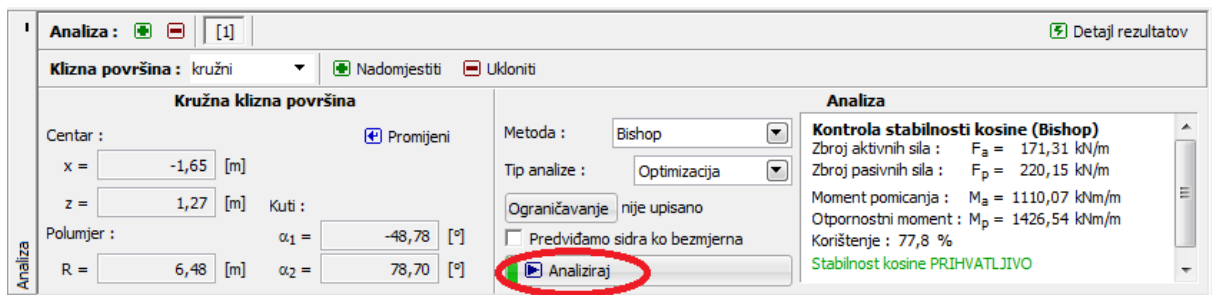 Analiza : [1] Detajl rezultatov
Klizna površina : kružni Nadomjestiti Ukloniti
Kružna klizna površina
Centar : Promijeni
x = -1,65 [m]
z = 1,27 [m] Kuti :
Polumjer : α1 = -48,78 [°]
R = 6,48 [m] α2 = 78,70 [°]
Metoda : Bishop
Tip analize : Optimizacija
Ograničavanje nije upisano
Predviđamo sidra ko bezmjerna
Analiziraj
Analiza
Kontrola stabilnosti kosine (Bishop)
Zbroj aktivnih sila : Fa = 171,31 kN/m
Zbroj pasivnih sila : Fp = 220,15 kN/m
Moment pomicanja : Ma = 1110,07 kNm/m
Otpornostni moment : Mp = 1426,54 kNm/m
Korištenje : 77,8 %
Stabilnost kosine PRIHVATLJIVO
Analiza